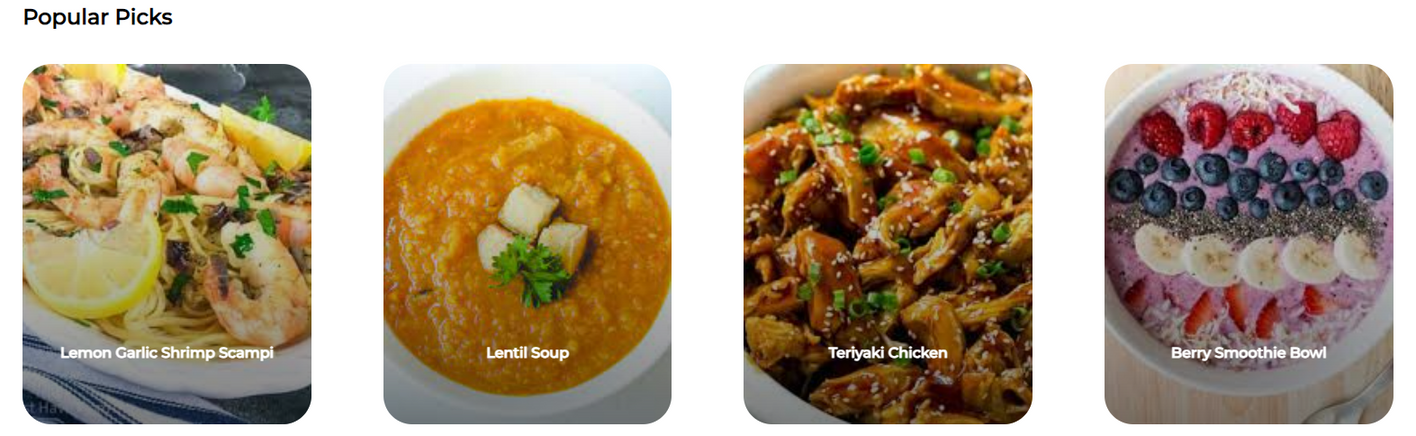 Popular Picks
Lemon Garlic Shrimp Scampi
Lentil Soup
Teriyaki Chicken
Berry Smoothie Bowl